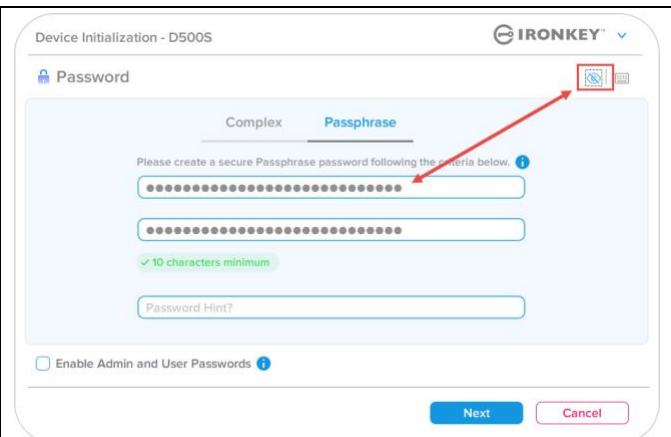 Device Initialization - D500S
IRONKEY™
Password
Complex Passphrase
Please create a secure Passphrase password following the criteria below.
✓ 10 characters minimum
Password Hint?
Enable Admin and User Passwords
Next Cancel